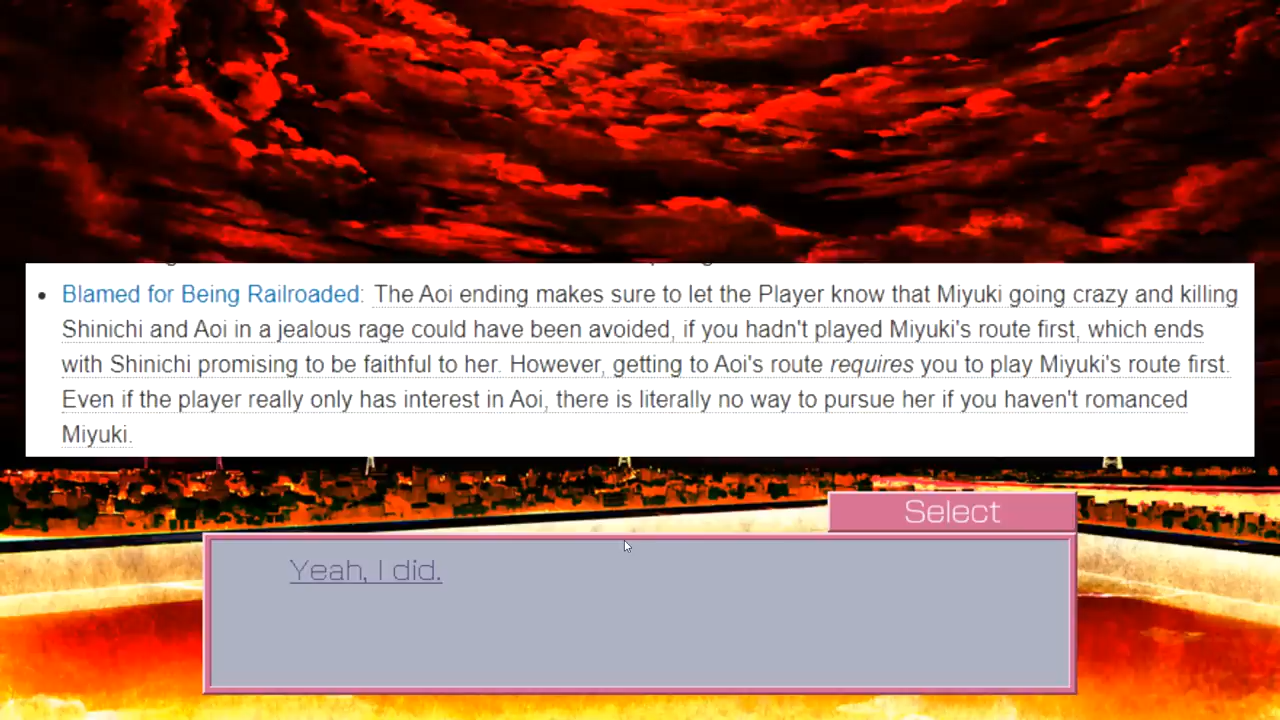 • Blamed for Being Railroaded: The Aoi ending makes sure to let the Player know that Miyuki going crazy and killing
Shinichi and Aoi in a jealous rage could have been avoided, if you hadn't played Miyuki's route first, which ends
with Shinichi promising to be faithful to her. However, getting to Aoi's route requires you to play Miyuki's route first.
Even if the player really only has interest in Aoi, there is literally no way to pursue her if you haven't romanced
Miyuki.
Select
Yeah, I did.